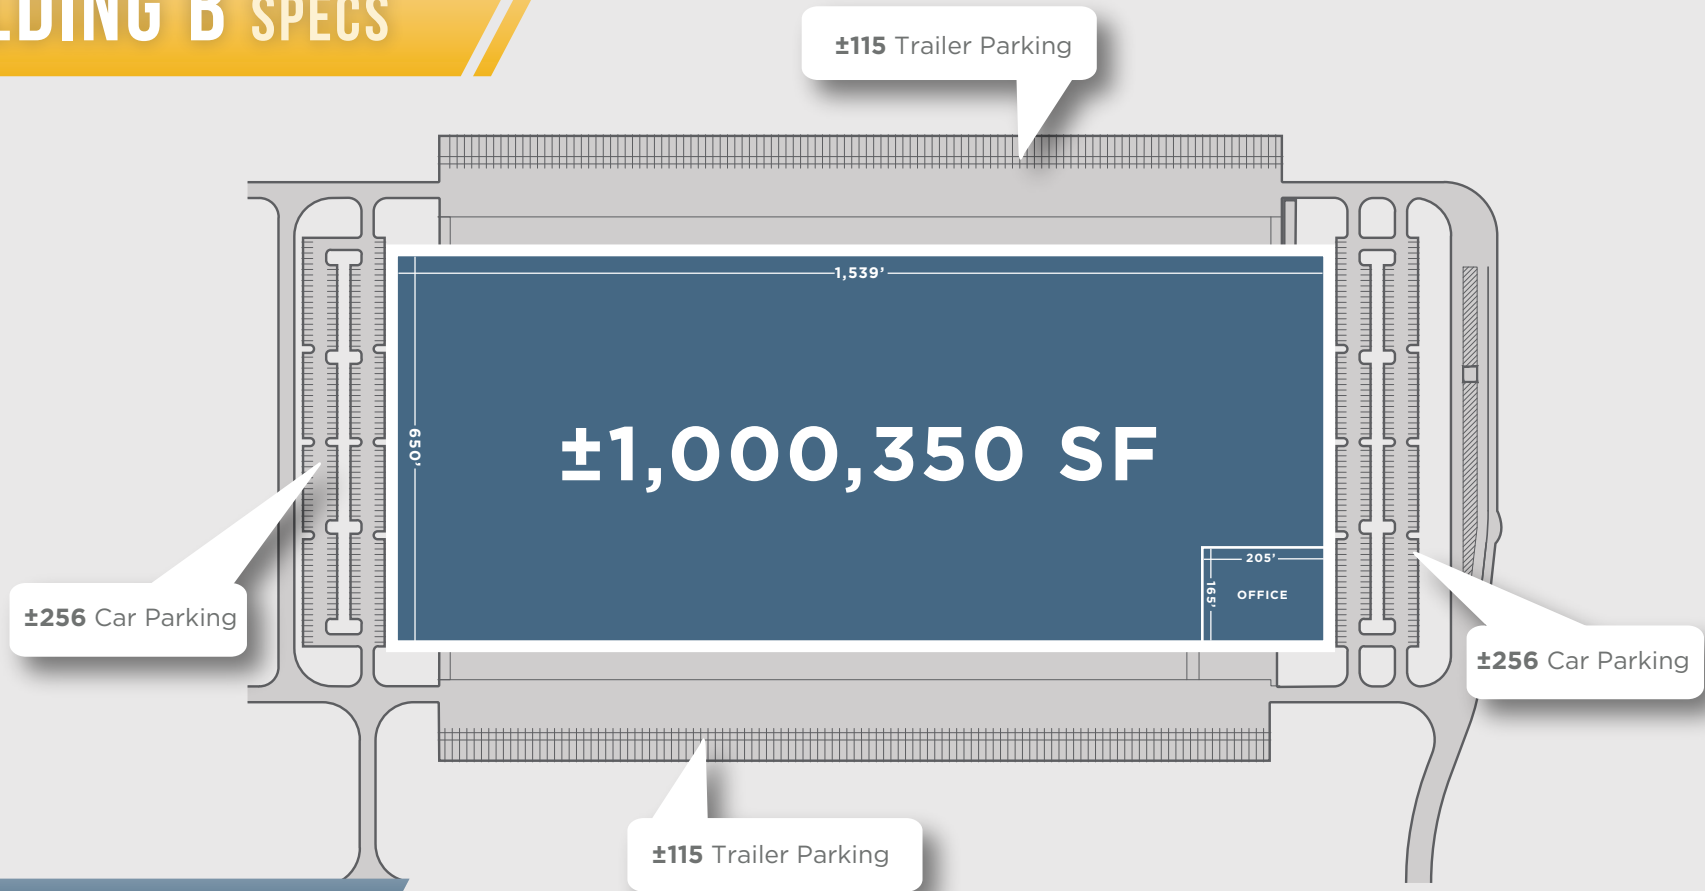 LDING B SPECS
±115 Trailer Parking
1,539’
650’
±1,000,350 SF
205’
165’
OFFICE
±256 Car Parking
±256 Car Parking
±115 Trailer Parking